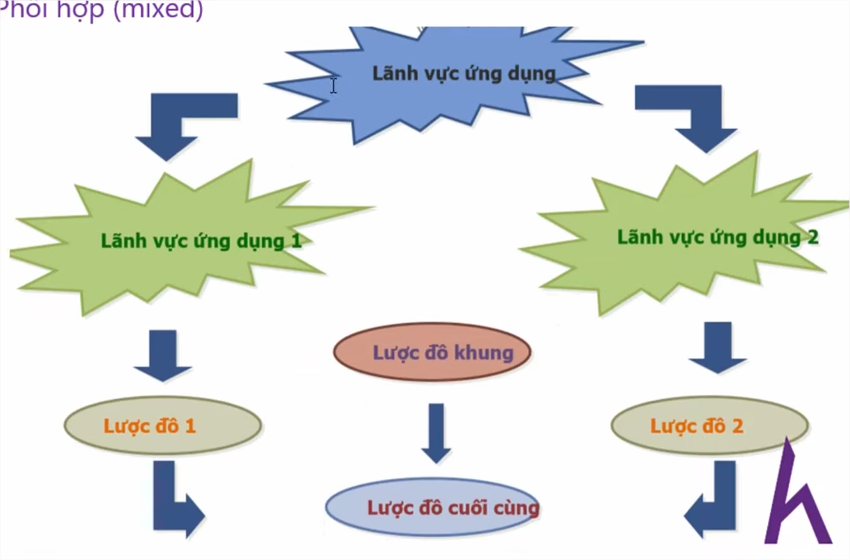 Phối hợp (mixed)
Lãnh vực ứng dụng
Lãnh vực ứng dụng 1
Lãnh vực ứng dụng 2
Lược đồ khung
Lược đồ 1
Lược đồ 2
Lược đồ cuối cùng